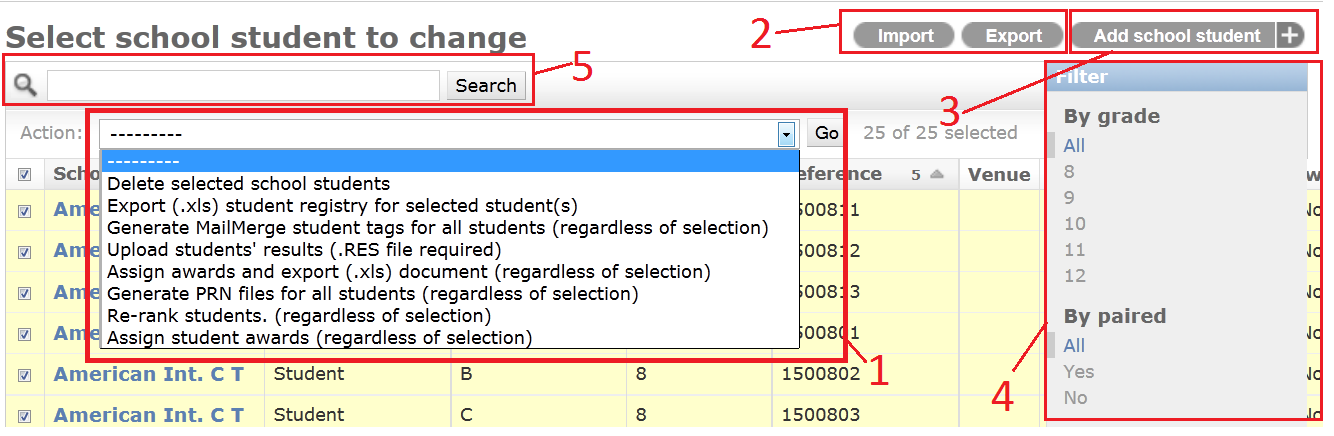 Select school student to change
2
Import Export Add school student +
5
Search
3
Filter
Action: ---------
Go 25 of 25 selected
---------
Delete selected school students
Export (.xls) student registry for selected student(s)
Generate MailMerge student tags for all students (regardless of selection)
Upload students' results (.RES file required)
Assign awards and export (.xls) document (regardless of selection)
Generate PRN files for all students (regardless of selection)
Re-rank students. (regardless of selection)
Assign student awards (regardless of selection)
Scho eference 5 Venue
Ame 1500811
Ame 1500812
Ame 1500813
Ame 1500801
American Int. C T Student B 8 1500802
American Int. C T Student C 8 1500803
1
By grade
All
8
9
10
11
12
By paired
All
Yes
No
4